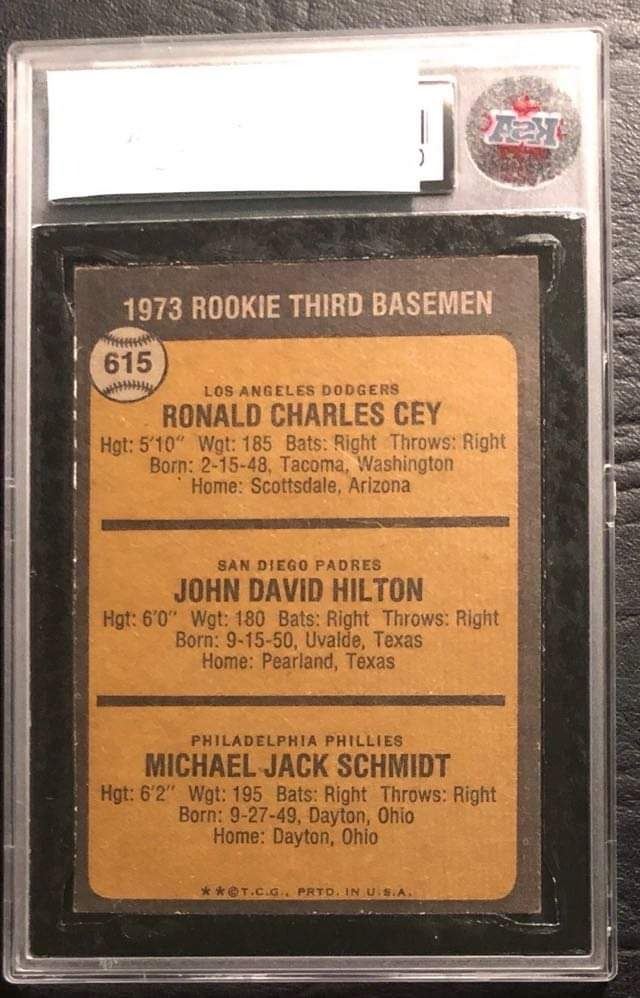 KSA
1973 ROOKIE THIRD BASEMEN
615
LOS ANGELES DODGERS
RONALD CHARLES CEY
Hgt: 5'10" Wgt: 185 Bats: Right Throws: Right
Born: 2-15-48, Tacoma, Washington
Home: Scottsdale, Arizona
SAN DIEGO PADRES
JOHN DAVID HILTON
Hgt: 6'0" Wgt: 180 Bats: Right Throws: Right
Born: 9-15-50, Uvalde, Texas
Home: Pearland, Texas
PHILADELPHIA PHILLIES
MICHAEL JACK SCHMIDT
Hgt: 6'2" Wgt: 195 Bats: Right Throws: Right
Born: 9-27-49, Dayton, Ohio
Home: Dayton, Ohio
**©T.C.G., PRTD. IN U.S.A.